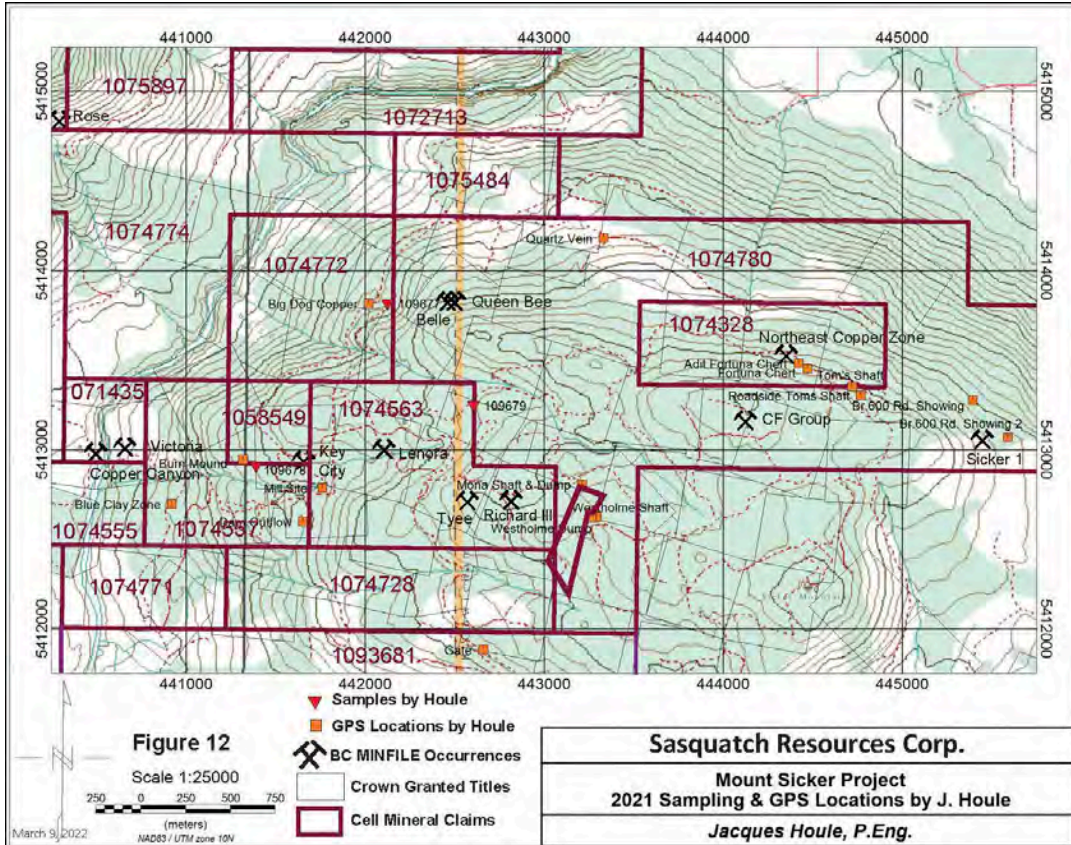 441000 442000 443000 444000 445000
5415000
5415000
1075897
Rose
1072713
1075484
1074774
1074772
Quartz Vein
1074780
5414000
5414000
Big Dog Copper
Queen Bee
Belle
1074328
Northeast Copper Zone
Adit Fortuna Chert
Fortuna Chert
Tom's Shaft
Roadside Toms Shaft
Br.600 Rd. Showing
Br.600 Rd. Showing 2
071435
1058549
1074563
109679
CF Group
5413000
5413000
Victoria
Copper Canyon
Burn Mound
109678
Key
City
Lenora
Sicker 1
Mill Site
Mona Shaft & Dump
Blue Clay Zone
Tyee
Richard III
Westholme Shaft
Westholme Dump
1074555
1074557
1074771
1074728
5412000
5412000
1093681
Gate
441000 442000 443000 444000 445000
Figure 12
Scale 1:25000
250 0 250 500 750
(meters)
NAD83 / UTM zone 10N
March 9, 2022
N
Samples by Houle
GPS Locations by Houle
BC MINFILE Occurrences
Crown Granted Titles
Cell Mineral Claims
Sasquatch Resources Corp.
Mount Sicker Project
2021 Sampling & GPS Locations by J. Houle
Jacques Houle, P.Eng.